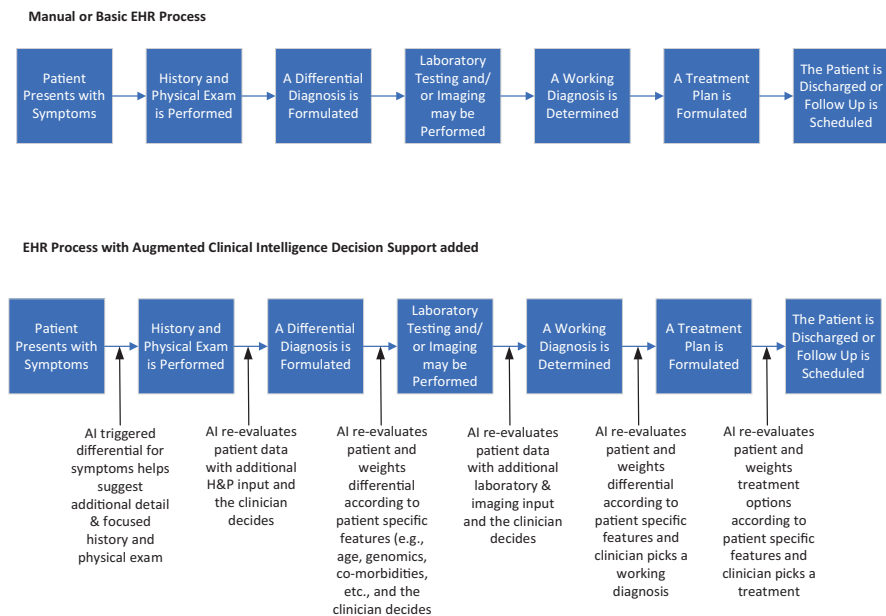 Manual or Basic EHR Process
Patient
Presents with
Symptoms
History and
Physical Exam
is Performed
A Differential
Diagnosis is
Formulated
Laboratory
Testing and/
or Imaging
may be
Performed
A Working
Diagnosis is
Determined
A Treatment
Plan is
Formulated
The Patient is
Discharged or
Follow Up is
Scheduled
EHR Process with Augmented Clinical Intelligence Decision Support added
Patient
Presents with
Symptoms
History and
Physical Exam
is Performed
A Differential
Diagnosis is
Formulated
Laboratory
Testing and/
or Imaging
may be
Performed
A Working
Diagnosis is
Determined
A Treatment
Plan is
Formulated
The Patient is
Discharged or
Follow Up is
Scheduled
AI triggered
differential for
symptoms helps
suggest
additional detail
& focused
history and
physical exam
AI re-evaluates
patient data
with additional
H&P input and
the clinician
decides
AI re-evaluates
patient and
weights
differential
according to
patient specific
features (e.g.,
age, genomics,
co-morbidities,
etc., and the
clinician decides
AI re-evaluates
patient data
with additional
laboratory &
imaging input
and the clinician
decides
AI re-evaluates
patient and
weights
differential
according to
patient specific
features and
clinician picks a
working
diagnosis
AI re-evaluates
patient and
weights
treatment
options
according to
patient specific
features and
clinician picks a
treatment